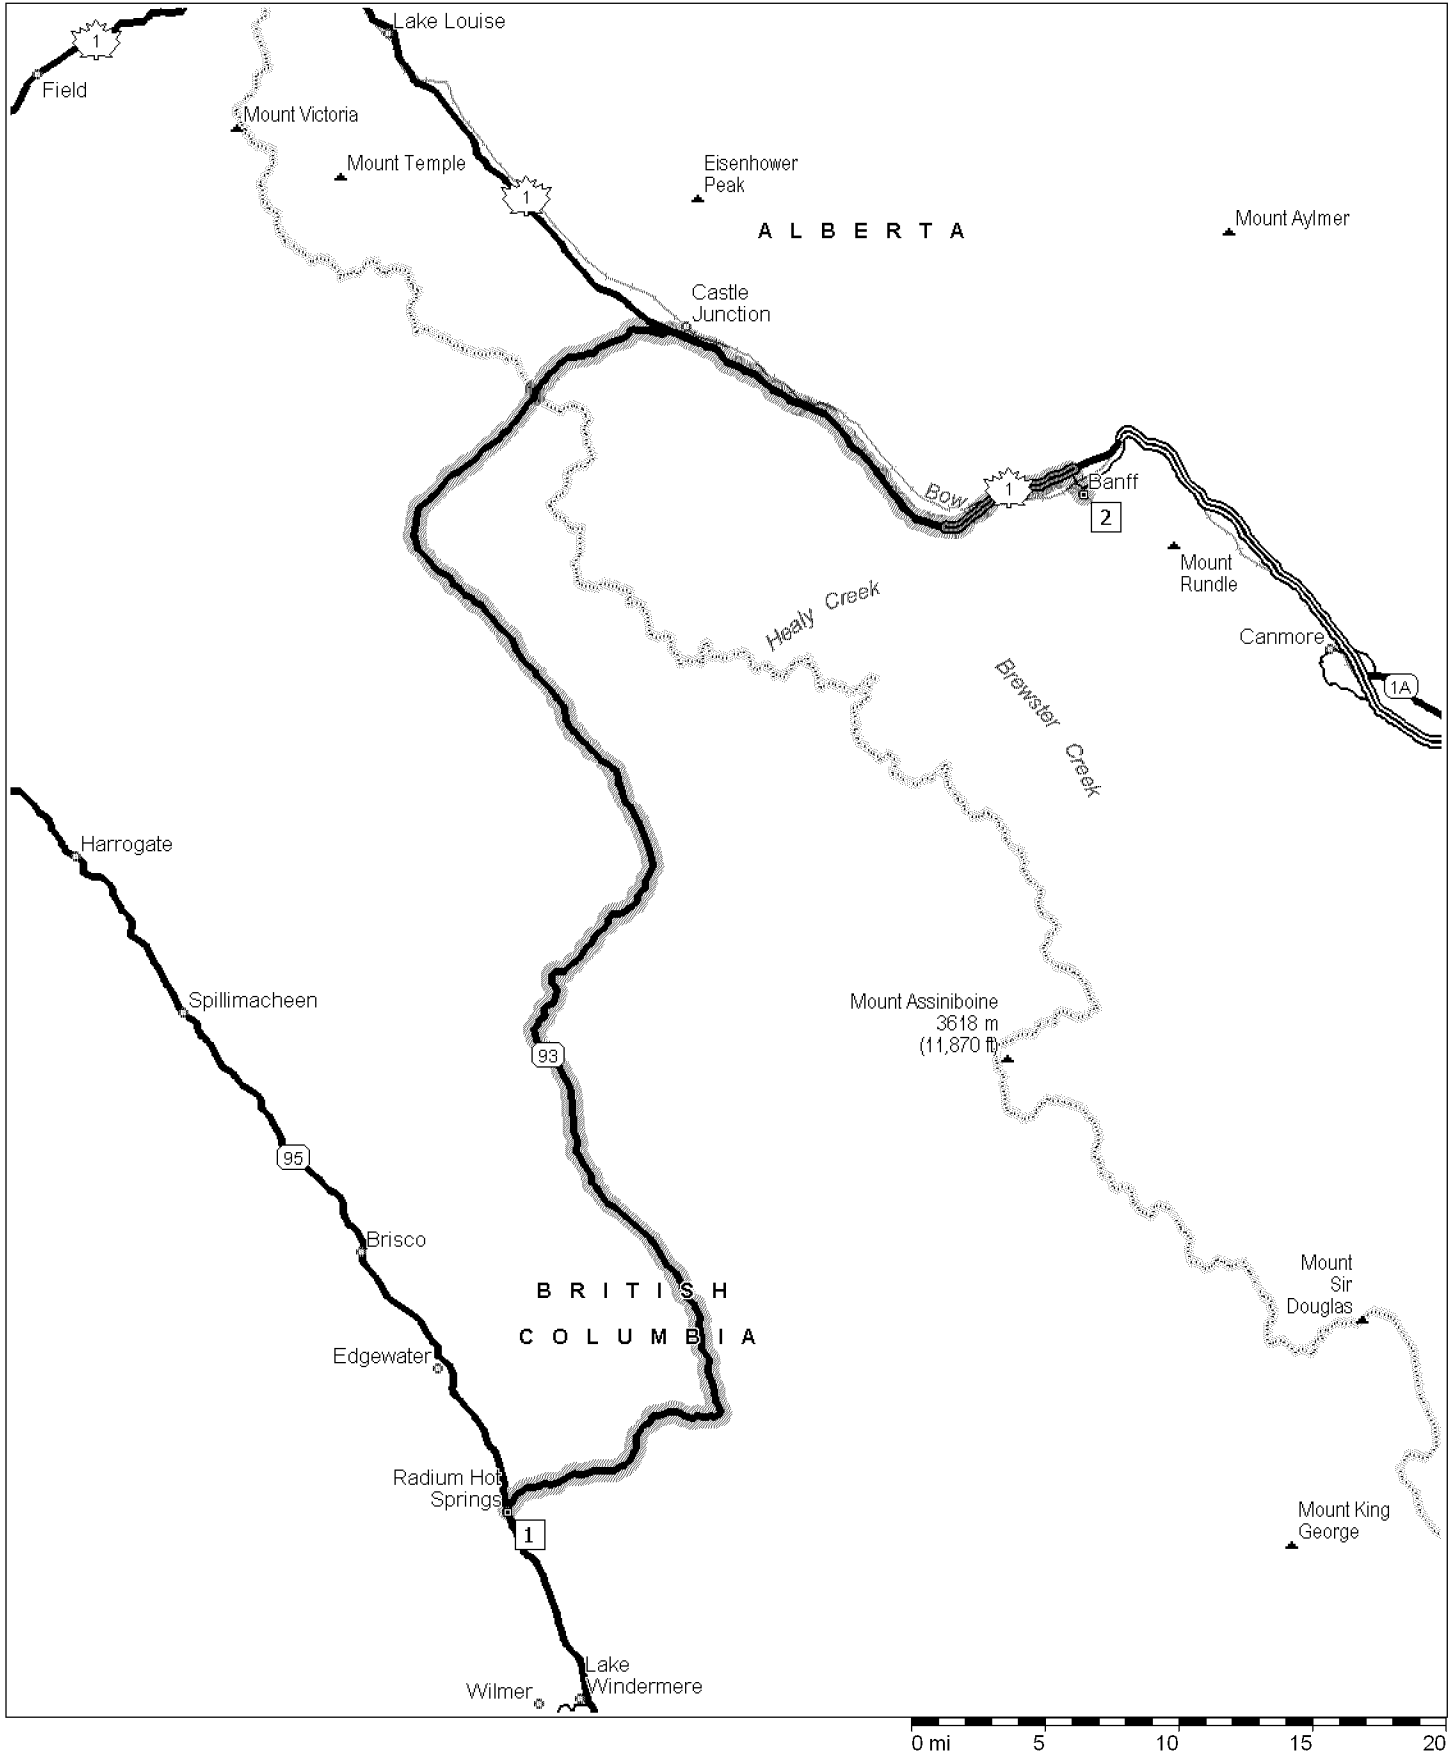 Lake Louise
1
Field
Mount Victoria
Mount Temple
Eisenhower
Peak
1
ALBERTA
Mount Aylmer
Castle
Junction
Bow
1
Banff
2
Mount
Rundle
Healy Creek
Canmore
1A
Brewster Creek
Harrogate
Spillimacheen
Mount Assiniboine
3618 m
(11,870 ft)
93
95
Brisco
BRITISH
COLUMBIA
Mount
Sir
Douglas
Edgewater
Radium Hot
Springs
1
Mount King
George
Lake
Windermere
Wilmer
0 mi 5 10 15 20